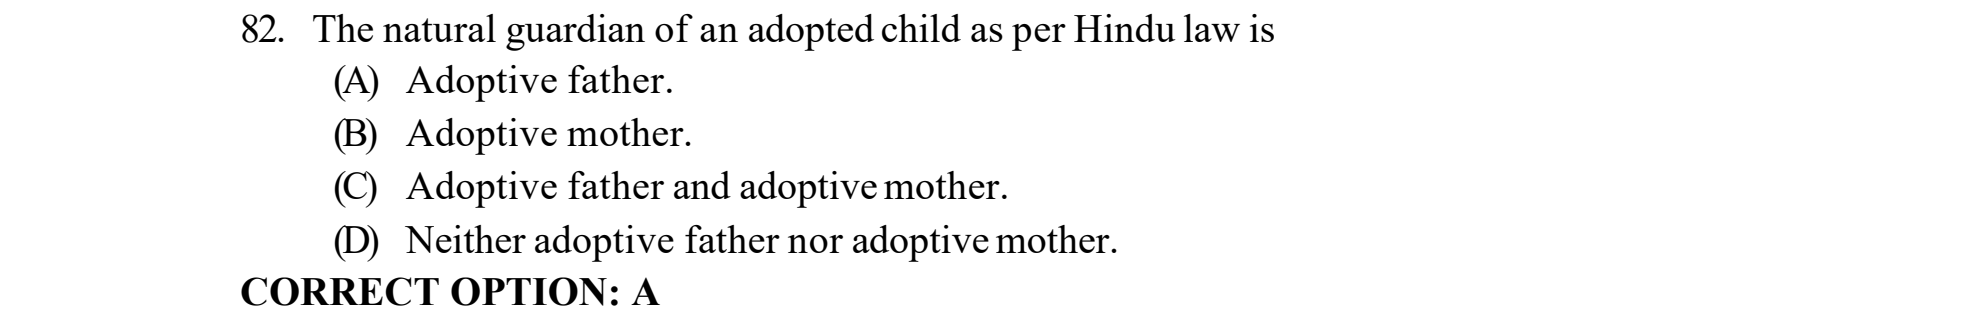 82. The natural guardian of an adopted child as per Hindu law is
(A) Adoptive father.
(B) Adoptive mother.
(C) Adoptive father and adoptive mother.
(D) Neither adoptive father nor adoptive mother.
CORRECT OPTION: A